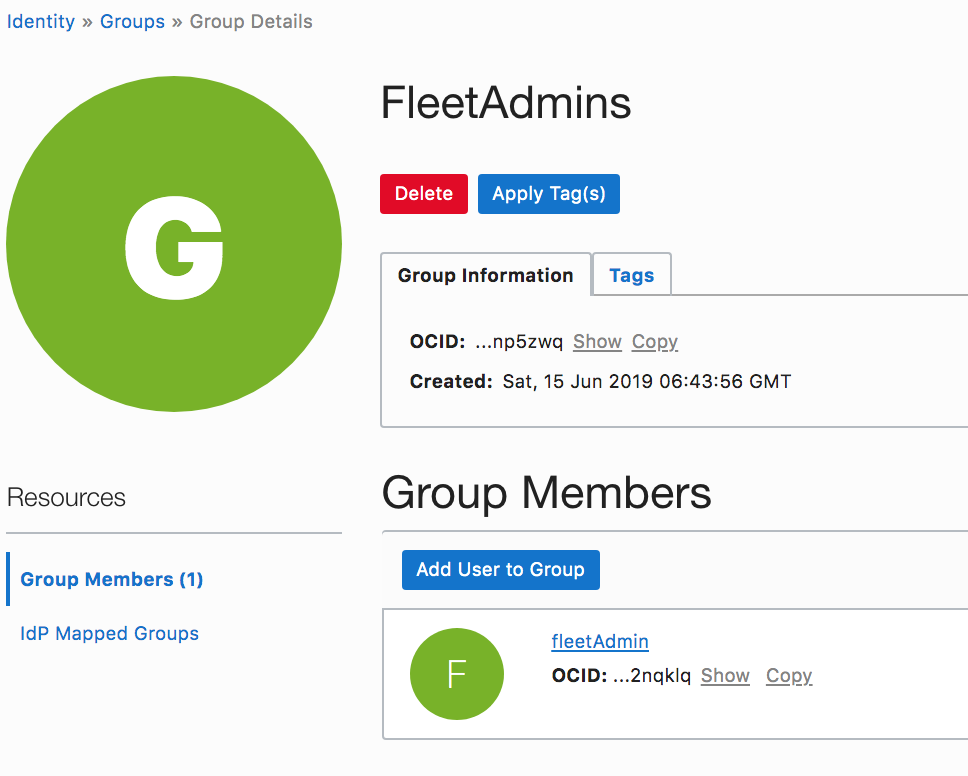 Identity » Groups » Group Details
G
FleetAdmins
Delete
Apply Tag(s)
Group Information
Tags
OCID: ...np5zwq Show Copy
Created: Sat, 15 Jun 2019 06:43:56 GMT
Resources
Group Members (1)
IdP Mapped Groups
Group Members
Add User to Group
F
fleetAdmin
OCID: ...2nqklq Show Copy